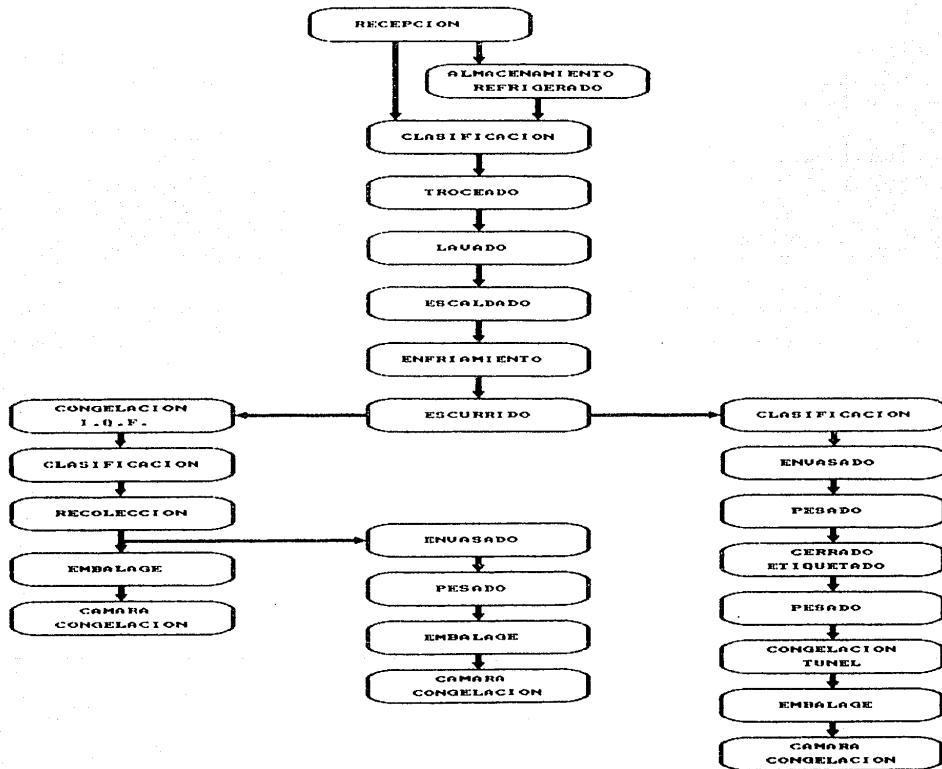 RECEPCION
ALMACENAMIENTO
REFRIGERADO
CLASIFICACION
TROCEADO
LAVADO
ESCALDADO
ENFRIAMIENTO
ESCURRIDO
CONGELACION
I.Q.F.
CLASIFICACION
RECOLECCION
EMBALAGE
CAMARA
CONGELACION
ENVASADO
PESADO
EMBALAGE
CAMARA
CONGELACION
CLASIFICACION
ENVASADO
PESADO
CERRADO
ETIQUETADO
PESADO
CONGELACION
TUNEL
EMBALAGE
CAMARA
CONGELACION